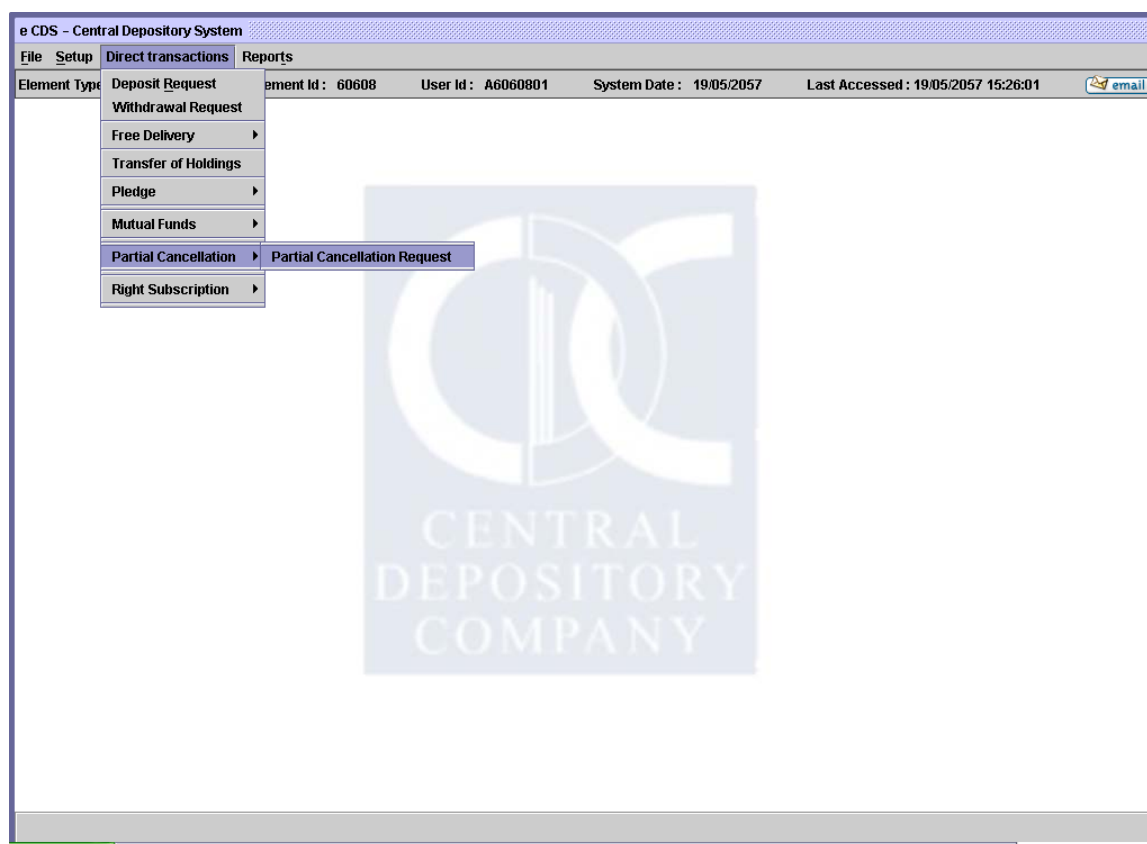 e CDS – Central Depository System
File Setup Direct transactions Reports
Element Type ement Id : 60608 User Id : A6060801 System Date : 19/05/2057 Last Accessed : 19/05/2057 15:26:01 email
Deposit Request
Withdrawal Request
Free Delivery
Transfer of Holdings
Pledge
Mutual Funds
Partial Cancellation Partial Cancellation Request
Right Subscription
CENTRAL
DEPOSITORY
COMPANY